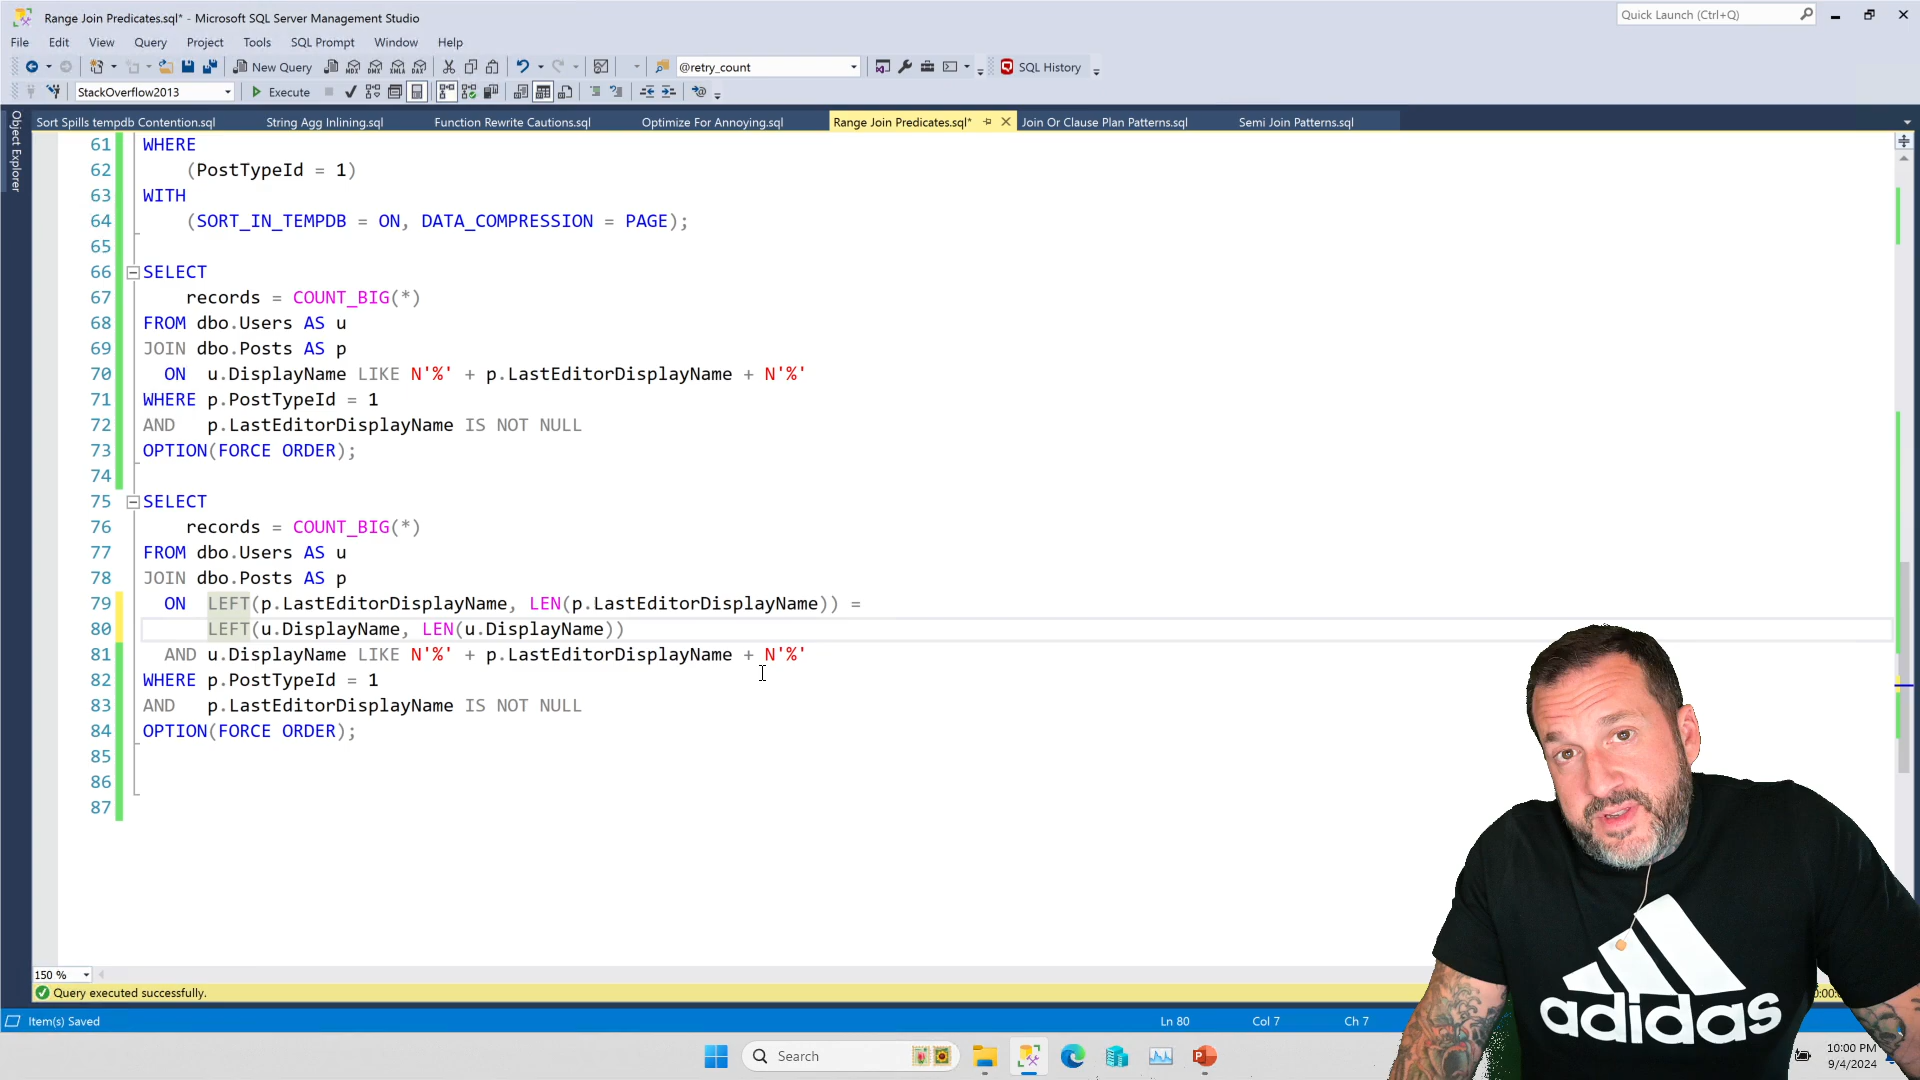 Range Join Predicates.sql* - Microsoft SQL Server Management Studio
Quick Launch (Ctrl+Q)
File Edit View Query Project Tools SQL Prompt Window Help
New Query @retry_count SQL History
StackOverflow2013 Execute
Object Explorer
Sort Spills tempdb Contention.sql String Agg Inlining.sql Function Rewrite Cautions.sql Optimize For Annoying.sql Range Join Predicates.sql* Join Or Clause Plan Patterns.sql Semi Join Patterns.sql
61 WHERE
62 (PostTypeId = 1)
63 WITH
64 (SORT_IN_TEMPDB = ON, DATA_COMPRESSION = PAGE);
65
66 SELECT
67 records = COUNT_BIG(*)
68 FROM dbo.Users AS u
69 JOIN dbo.Posts AS p
70 ON u.DisplayName LIKE N'%' + p.LastEditorDisplayName + N'%'
71 WHERE p.PostTypeId = 1
72 AND p.LastEditorDisplayName IS NOT NULL
73 OPTION(FORCE ORDER);
74
75 SELECT
76 records = COUNT_BIG(*)
77 FROM dbo.Users AS u
78 JOIN dbo.Posts AS p
79 ON LEFT(p.LastEditorDisplayName, LEN(p.LastEditorDisplayName)) =
80 LEFT(u.DisplayName, LEN(u.DisplayName))
81 AND u.DisplayName LIKE N'%' + p.LastEditorDisplayName + N'%'
82 WHERE p.PostTypeId = 1
83 AND p.LastEditorDisplayName IS NOT NULL
84 OPTION(FORCE ORDER);
85
86
87
adidas
150 %
Query executed successfully.
Item(s) Saved Ln 80 Col 7 Ch 7
Search
10:00 PM
9/4/2024